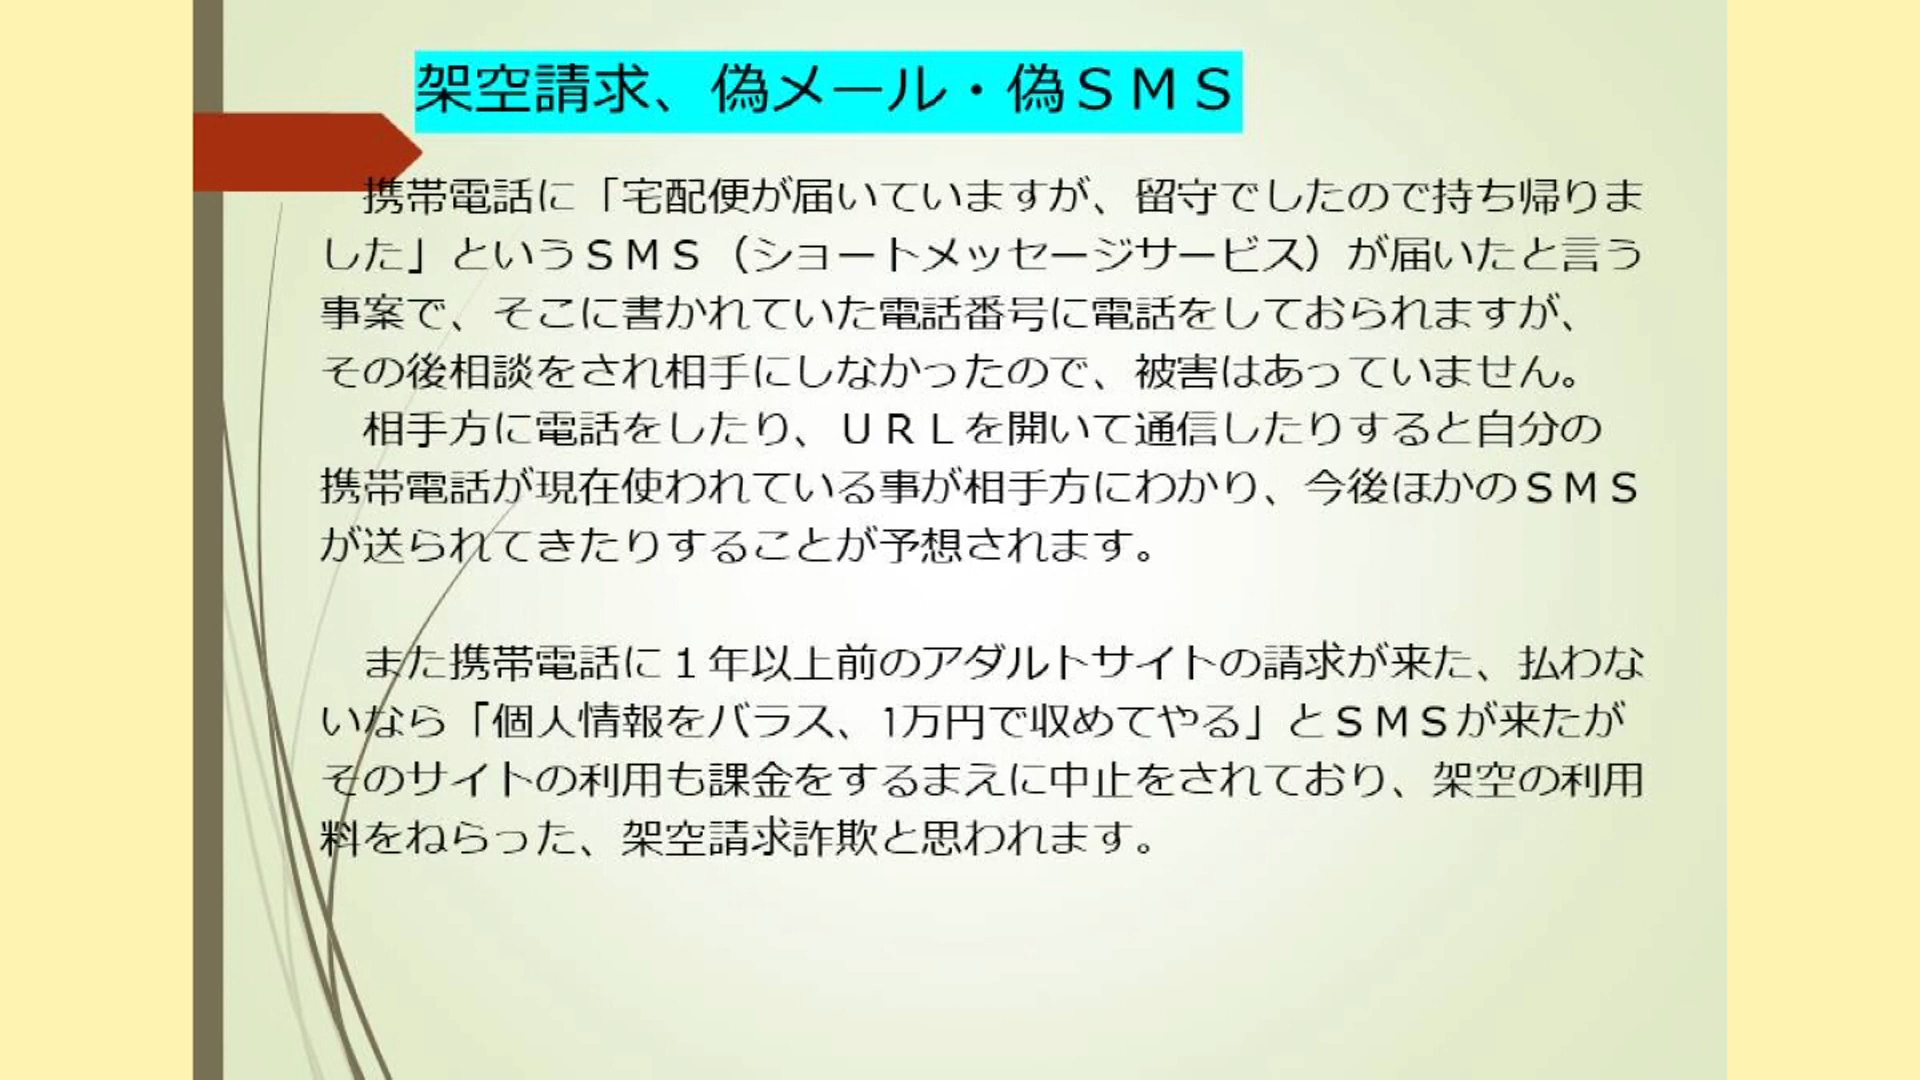 架空請求、偽メール・偽ＳＭＳ
携帯電話に「宅配便が届いていますが、留守でしたので持ち帰りま
した」というＳＭＳ（ショートメッセージサービス）が届いたと言う
事案で、そこに書かれていた電話番号に電話をしておられますが、
その後相談をされ相手にしなかったので、被害はあっていません。
相手方に電話をしたり、ＵＲＬを開いて通信したりすると自分の
携帯電話が現在使われている事が相手方にわかり、今後ほかのＳＭＳ
が送られてきたりすることが予想されます。
また携帯電話に１年以上前のアダルトサイトの請求が来た、払わな
いなら「個人情報をバラス、1万円で収めてやる」とＳＭＳが来たが
そのサイトの利用も課金をするまえに中止をされており、架空の利用
料をねらった、架空請求詐欺と思われます。